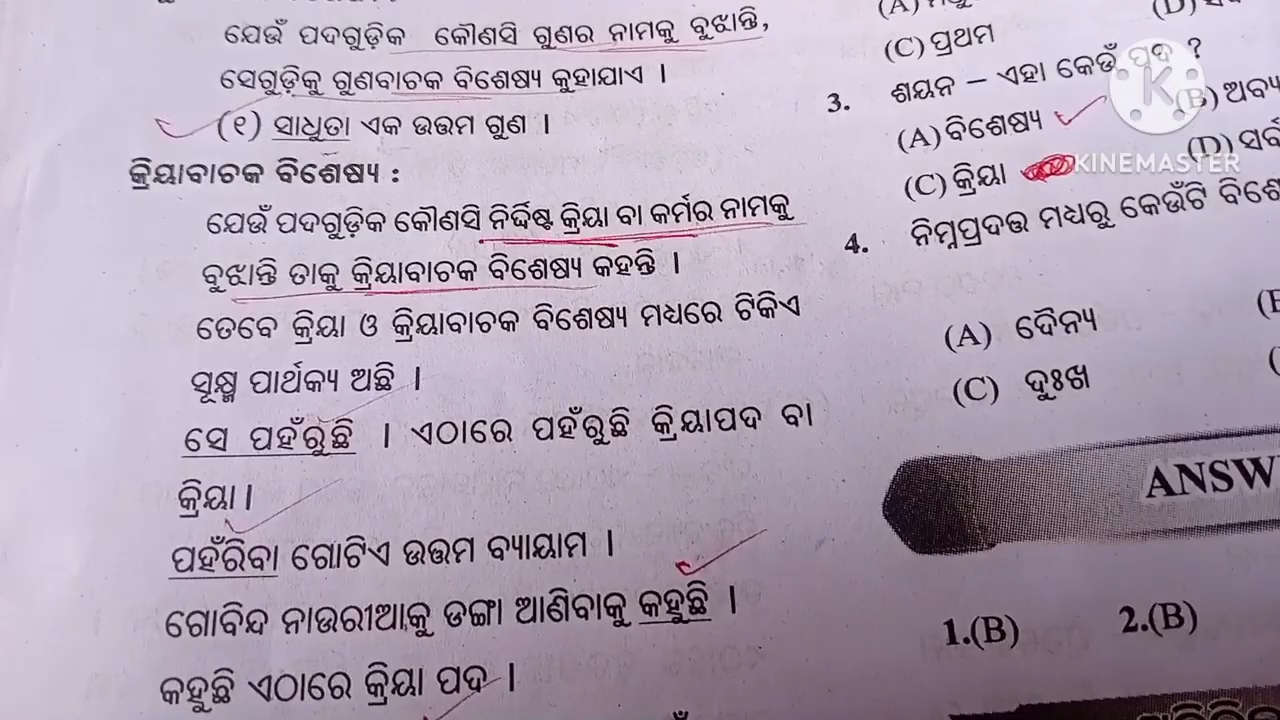 ଯେଉଁ ପଦଗୁଡ଼ିକ କୌଣସି ଗୁଣର ନାମକୁ ବୁଝାନ୍ତି,
ସେଗୁଡ଼ିକୁ ଗୁଣବାଚକ ବିଶେଷ୍ୟ କୁହାଯାଏ ।
(୧) ସାଧୁତା ଏକ ଉତ୍ତମ ଗୁଣ ।
କ୍ରିୟାବାଚକ ବିଶେଷ୍ୟ :
ଯେଉଁ ପଦଗୁଡ଼ିକ କୌଣସି ନିର୍ଦ୍ଦିଷ୍ଟ କ୍ରିୟା ବା କର୍ମର ନାମକୁ
ବୁଝାନ୍ତି ତାକୁ କ୍ରିୟାବାଚକ ବିଶେଷ୍ୟ କହନ୍ତି ।
ତେବେ କ୍ରିୟା ଓ କ୍ରିୟାବାଚକ ବିଶେଷ୍ୟ ମଧ୍ୟରେ ଟିକିଏ
ସୂକ୍ଷ୍ମ ପାର୍ଥକ୍ୟ ଅଛି ।
ସେ ପହଁରୁଛି । ଏଠାରେ ପହଁରୁଛି କ୍ରିୟାପଦ ବା
କ୍ରିୟା ।
ପହଁରିବା ଗୋଟିଏ ଉତ୍ତମ ବ୍ୟାୟାମ ।
ଗୋବିନ୍ଦ ନାଉରୀଆକୁ ଡଙ୍ଗା ଆଣିବାକୁ କହୁଛି ।
କହୁଛି ଏଠାରେ କ୍ରିୟା ପଦ ।
(A)
(D)
(C) ପ୍ରଥମ
3. ଶୟନ – ଏହା କେଉଁ ପଦ ?
(A) ବିଶେଷ୍ୟ (B)
(C) କ୍ରିୟା (D)
KINEMASTER
4. ନିମ୍ନପ୍ରଦତ୍ତ ମଧ୍ୟରୁ କେଉଁଟି
(A) ଦୈନ୍ୟ
(C) ଦୁଃଖ
ANSW
1.(B) 2.(B)